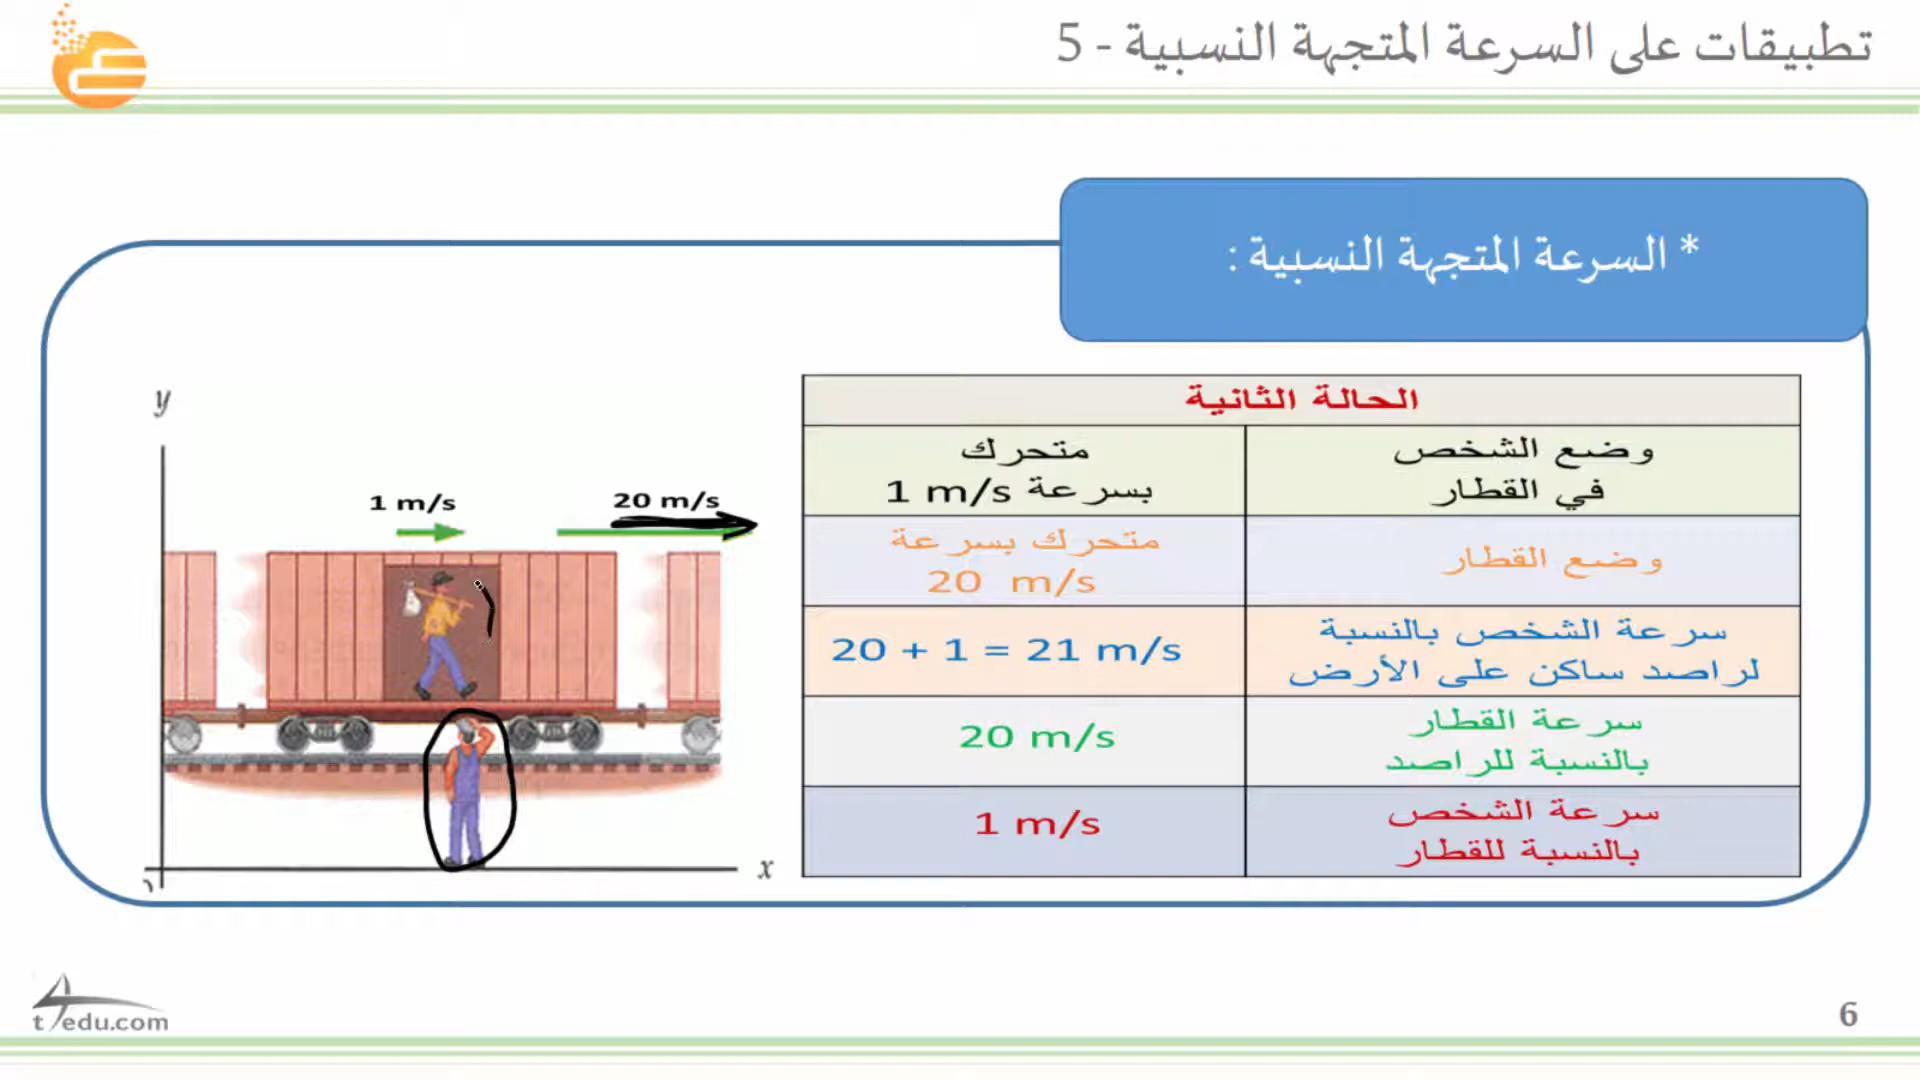 تطبيقات على السرعة المتجهة النسبية - 5
* السرعة المتجهة النسبية :
الحالة الثانية
وضع الشخص
في القطار
متحرك
بسرعة 1 m/s
وضع القطار
متحرك بسرعة
20 m/s
سرعة الشخص بالنسبة
لراصد ساكن على الأرض
20 + 1 = 21 m/s
سرعة القطار
بالنسبة للراصد
20 m/s
سرعة الشخص
بالنسبة للقطار
1 m/s
y
1 m/s
20 m/s
x
t4edu.com
6